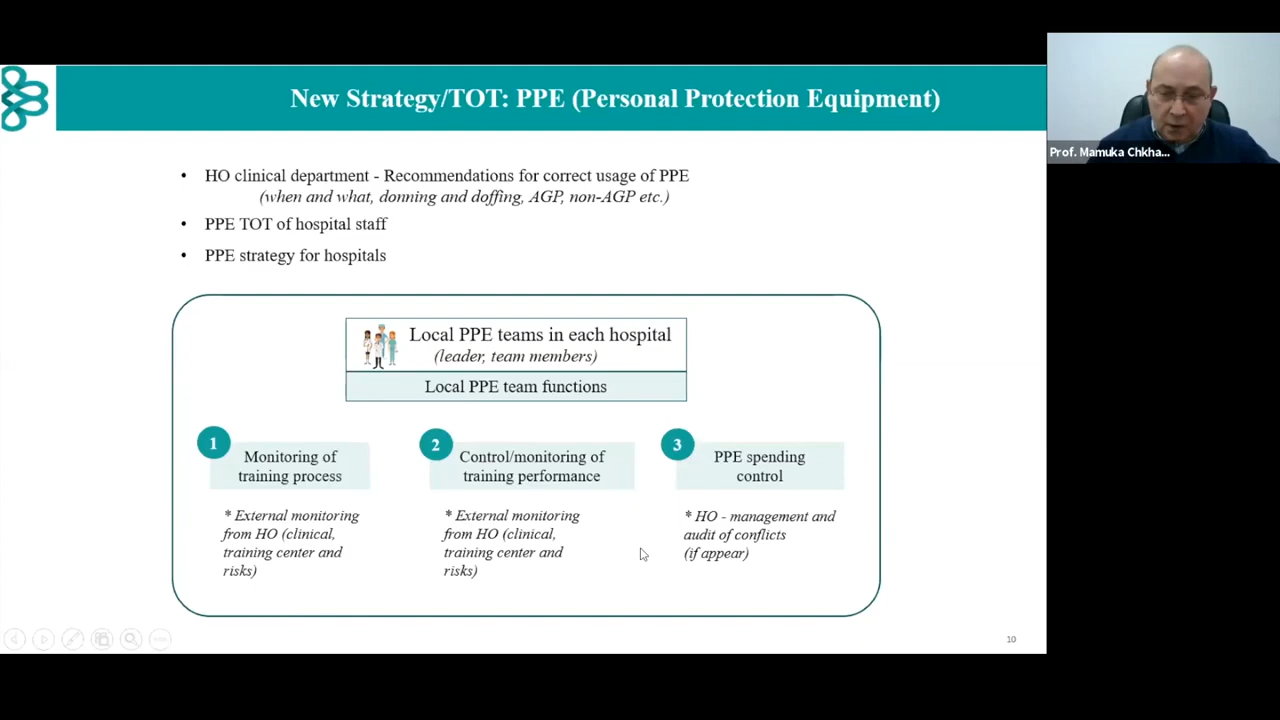 New Strategy/TOT: PPE (Personal Protection Equipment)
Prof. Mamuka Chkha...
• HO clinical department - Recommendations for correct usage of PPE
(when and what, donning and doffing, AGP, non-AGP etc.)
• PPE TOT of hospital staff
• PPE strategy for hospitals
Local PPE teams in each hospital
(leader, team members)
Local PPE team functions
1
Monitoring of
training process
* External monitoring
from HO (clinical,
training center and
risks)
2
Control/monitoring of
training performance
* External monitoring
from HO (clinical,
training center and
risks)
3
PPE spending
control
* HO - management and
audit of conflicts
(if appear)
10